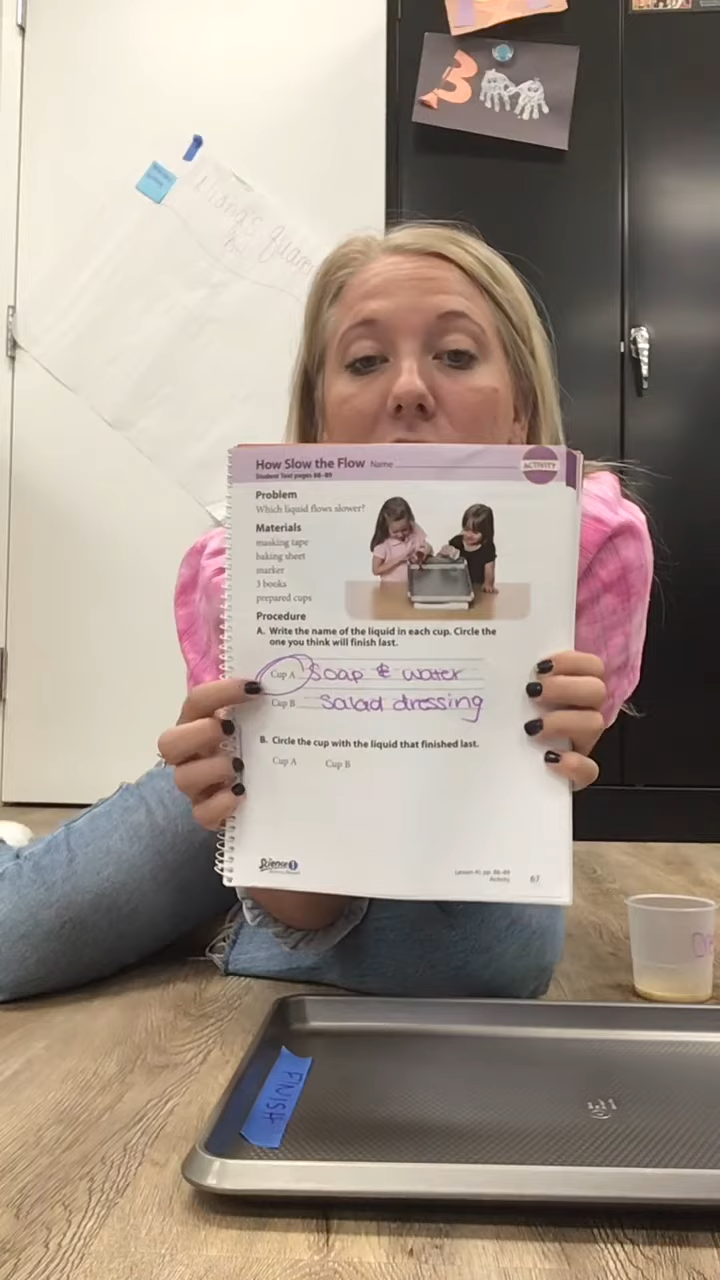 3
How Slow the Flow Name
ACTIVITY
Student Text pages 88–89
Problem
Which liquid flows slower?
Materials
masking tape
baking sheet
marker
3 books
prepared cups
Procedure
A. Write the name of the liquid in each cup. Circle the
one you think will finish last.
Cup A Soap & water
Cup B Salad dressing
B. Circle the cup with the liquid that finished last.
Cup A Cup B
Science 1
Lesson 40, pp. 88–89
Activity 67
FINISH